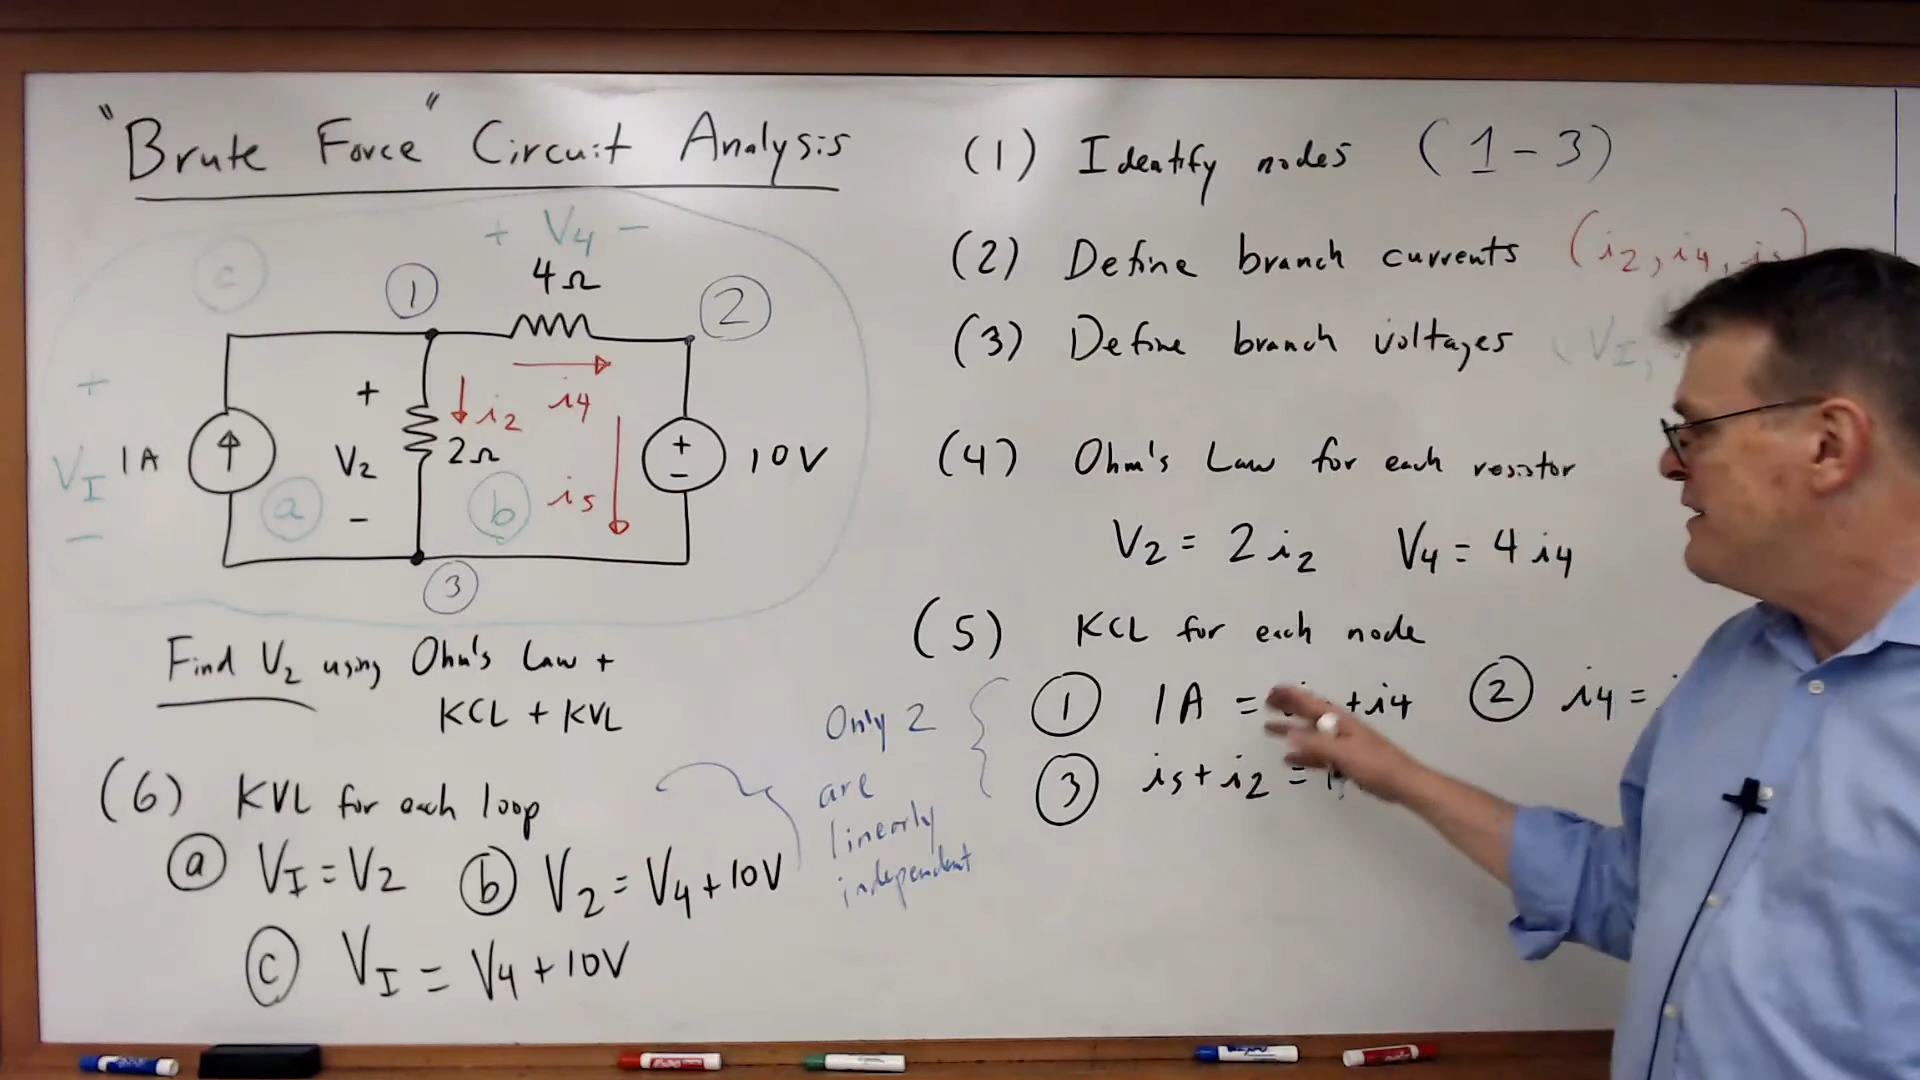 "Brute Force" Circuit Analysis
+ V4 -
4Ω
c
1
2
+
VI
-
1A
a
+
V2
-
i2
2Ω
i4
b
is
+
-
10V
3
Find V2 using Ohm's Law +
KCL + KVL
(6) KVL for each loop
a VI = V2 b V2 = V4 + 10V
c VI = V4 + 10V
(1) Identify nodes (1-3)
(2) Define branch currents (i2, i4, is)
(3) Define branch voltages (VI,
(4) Ohm's Law for each resistor
V2 = 2 i2 V4 = 4 i4
(5) KCL for each node
1 1A = +i4 2 i4 =
3 is + i2 =
Only 2
are
linearly
independent